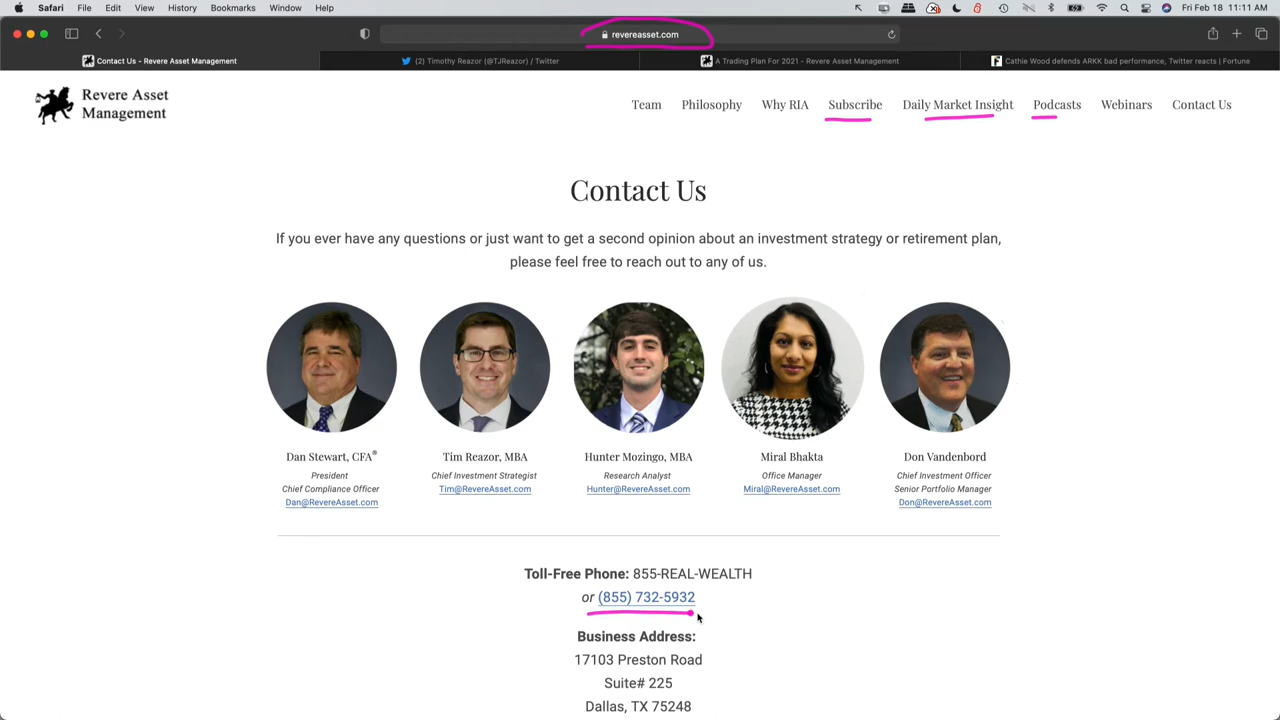 Safari File Edit View History Bookmarks Window Help Fri Feb 18 11:11 AM
revereasset.com
Contact Us - Revere Asset Management (2) Timothy Reazor (@TJReazor) / Twitter A Trading Plan For 2021 - Revere Asset Management Cathie Wood defends ARKK bad performance, Twitter reacts | Fortune
Revere Asset
Management
Team Philosophy Why RIA Subscribe Daily Market Insight Podcasts Webinars Contact Us
Contact Us
If you ever have any questions or just want to get a second opinion about an investment strategy or retirement plan,
please feel free to reach out to any of us.
Dan Stewart, CFA® Tim Reazor, MBA Hunter Mozingo, MBA Miral Bhakta Don Vandenbord
President Chief Investment Strategist Research Analyst Office Manager Chief Investment Officer
Chief Compliance Officer Tim@RevereAsset.com Hunter@RevereAsset.com Miral@RevereAsset.com Senior Portfolio Manager
Dan@RevereAsset.com Don@RevereAsset.com
Toll-Free Phone: 855-REAL-WEALTH
or (855) 732-5932
Business Address:
17103 Preston Road
Suite# 225
Dallas, TX 75248